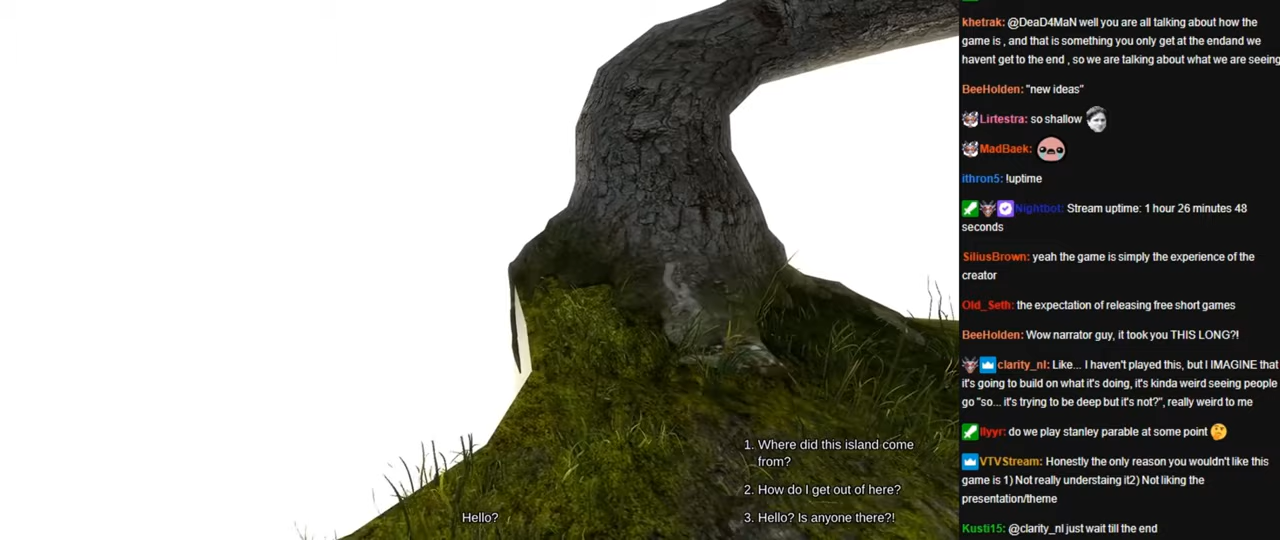 khetrak: @DeaD4MaN well you are all talking about how the
game is , and that is something you only get at the endand we
havent get to the end , so we are talking about what we are seeing
BeeHolden: "new ideas"
Lirtestra: so shallow
MadBaek:
ithron5: !uptime
Nightbot: Stream uptime: 1 hour 26 minutes 48
seconds
SiliusBrown: yeah the game is simply the experience of the
creator
Old_Seth: the expectation of releasing free short games
BeeHolden: Wow narrator guy, it took you THIS LONG?!
clarity_nl: Like... I haven't played this, but I IMAGINE that
it's going to build on what it's doing, it's kinda weird seeing people
go "so... it's trying to be deep but it's not?", really weird to me
llyyr: do we play stanley parable at some point
VTVStream: Honestly the only reason you wouldn't like this
game is 1) Not really understaing it2) Not liking the
presentation/theme
Kusti15: @clarity_nl just wait till the end
1. Where did this island come
from?
2. How do I get out of here?
3. Hello? Is anyone there?!
Hello?